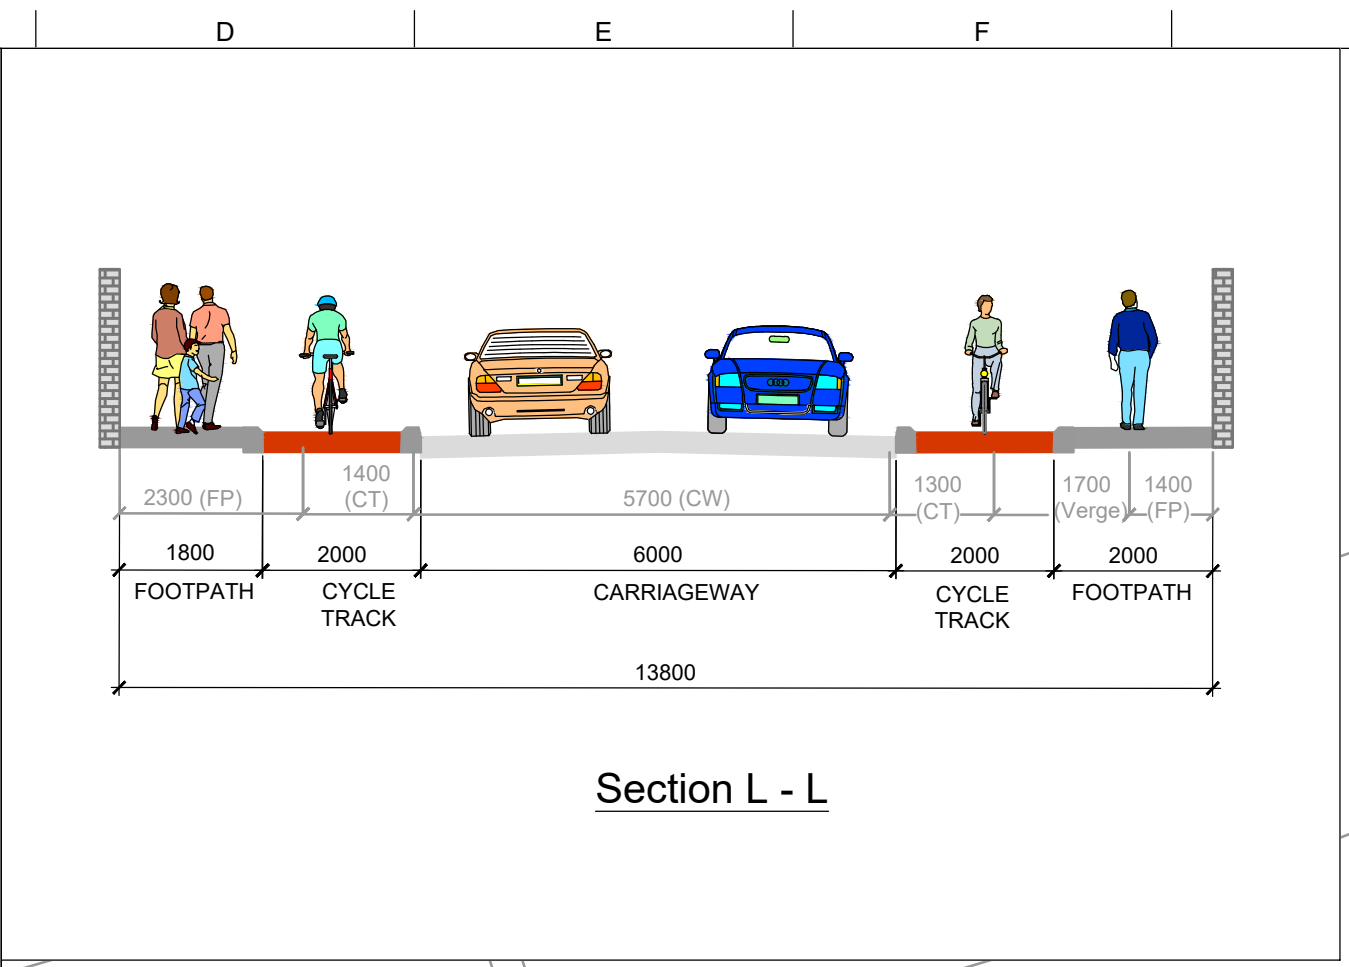 D E F
1400
(CT)
2300 (FP)
5700 (CW)
1300
(CT)
1700
(Verge)
1400
(FP)
1800 2000 6000 2000 2000
FOOTPATH
CYCLE
TRACK
CARRIAGEWAY
CYCLE
TRACK
FOOTPATH
13800
Section L - L